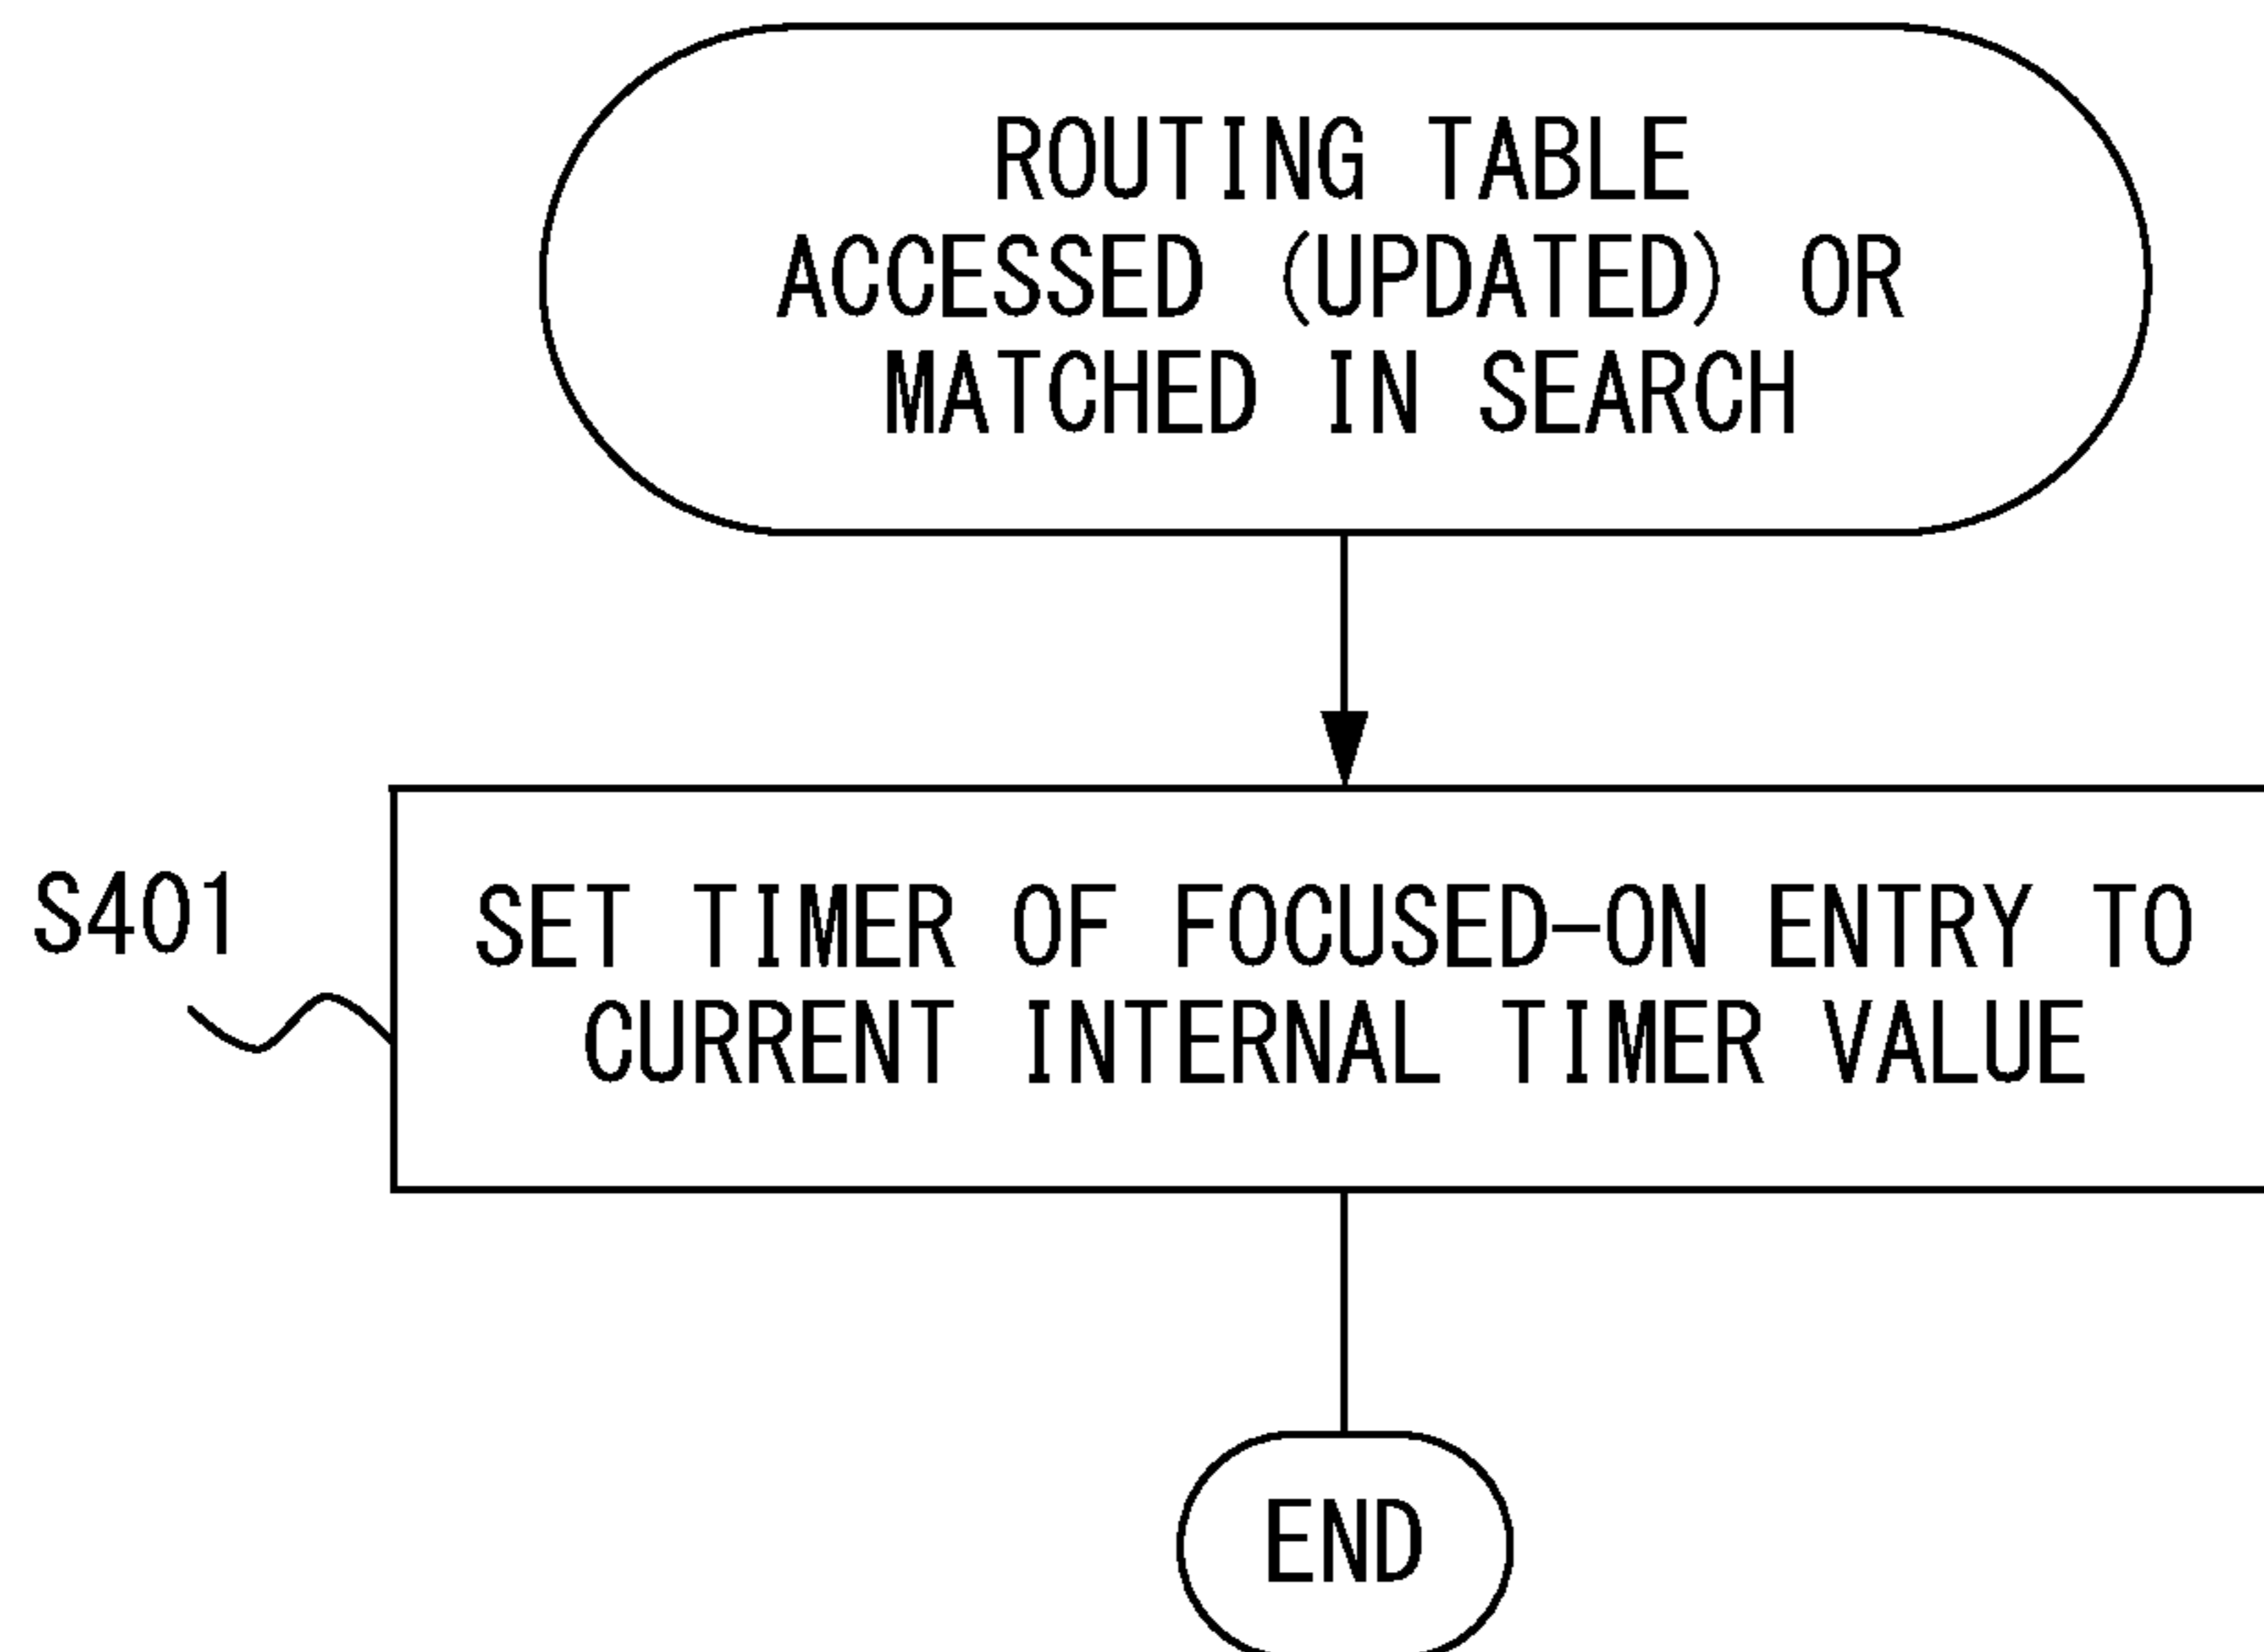 ROUTING TABLE
ACCESSED (UPDATED) OR
MATCHED IN SEARCH
S401
SET TIMER OF FOCUSED-ON ENTRY TO
CURRENT INTERNAL TIMER VALUE
END